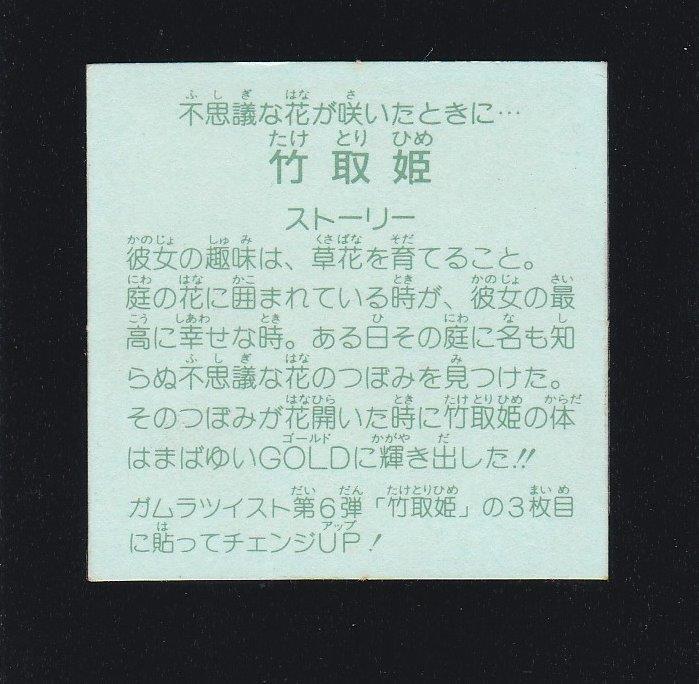 不思議な花が咲いたときに…
竹取姫
ストーリー
彼女の趣味は、草花を育てること。
庭の花に囲まれている時が、彼女の最
高に幸せな時。ある日その庭に名も知
らぬ不思議な花のつぼみを見つけた。
そのつぼみが花開いた時に竹取姫の体
はまばゆいGOLDに輝き出した!!
ガムラツイスト第6弾「竹取姫」の3枚目
に貼ってチェンジUP!